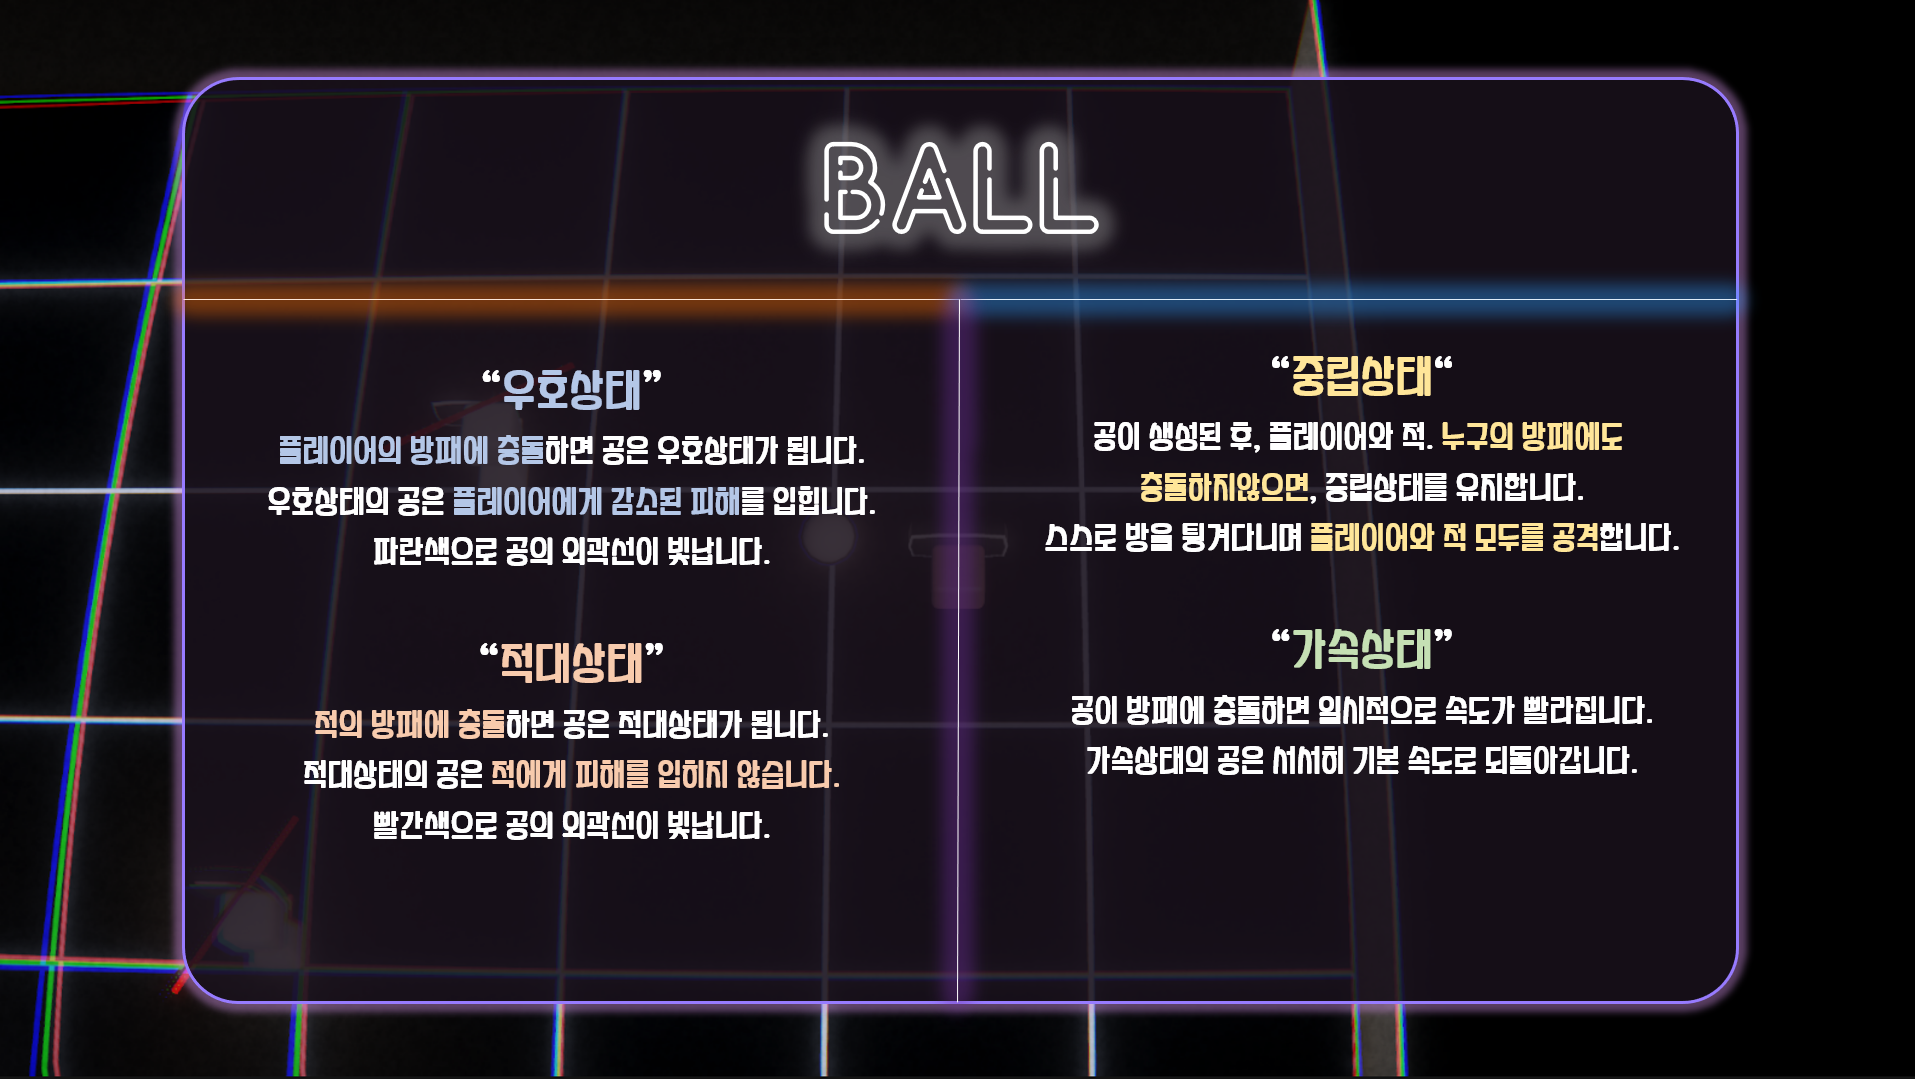 BALL
“우호상태”
플레이어의 방패에 충돌하면 공은 우호상태가 됩니다.
우호상태의 공은 플레이어에게 감소된 피해를 입힙니다.
파란색으로 공의 외곽선이 빛납니다.
“적대상태”
적의 방패에 충돌하면 공은 적대상태가 됩니다.
적대상태의 공은 적에게 피해를 입히지 않습니다.
빨간색으로 공의 외곽선이 빛납니다.
“중립상태“
공이 생성된 후, 플레이어와 적. 누구의 방패에도
충돌하지않으면, 중립상태를 유지합니다.
스스로 방을 튕겨다니며 플레이어와 적 모두를 공격합니다.
“가속상태”
공이 방패에 충돌하면 일시적으로 속도가 빨라집니다.
가속상태의 공은 서서히 기본 속도로 되돌아갑니다.